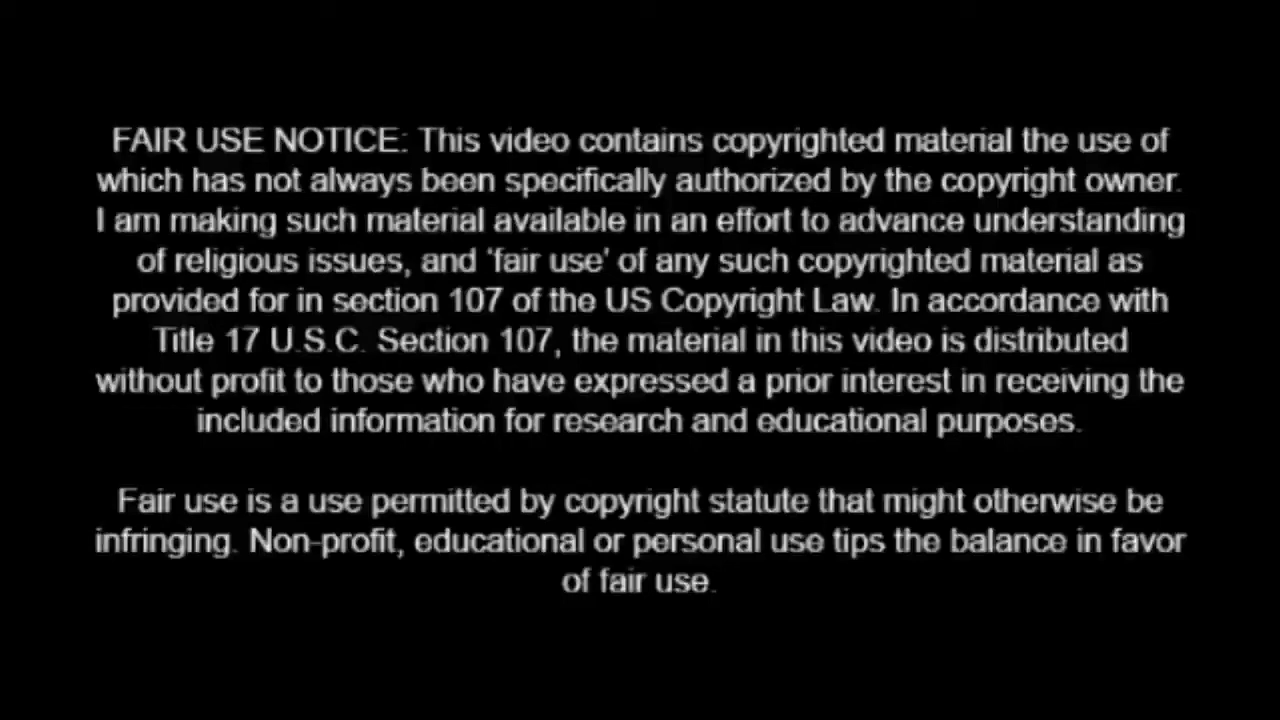 FAIR USE NOTICE: This video contains copyrighted material the use of
which has not always been specifically authorized by the copyright owner.
I am making such material available in an effort to advance understanding
of religious issues, and ‘fair use’ of any such copyrighted material as
provided for in section 107 of the US Copyright Law. In accordance with
Title 17 U.S.C. Section 107, the material in this video is distributed
without profit to those who have expressed a prior interest in receiving the
included information for research and educational purposes.
Fair use is a use permitted by copyright statute that might otherwise be
infringing. Non-profit, educational or personal use tips the balance in favor
of fair use.